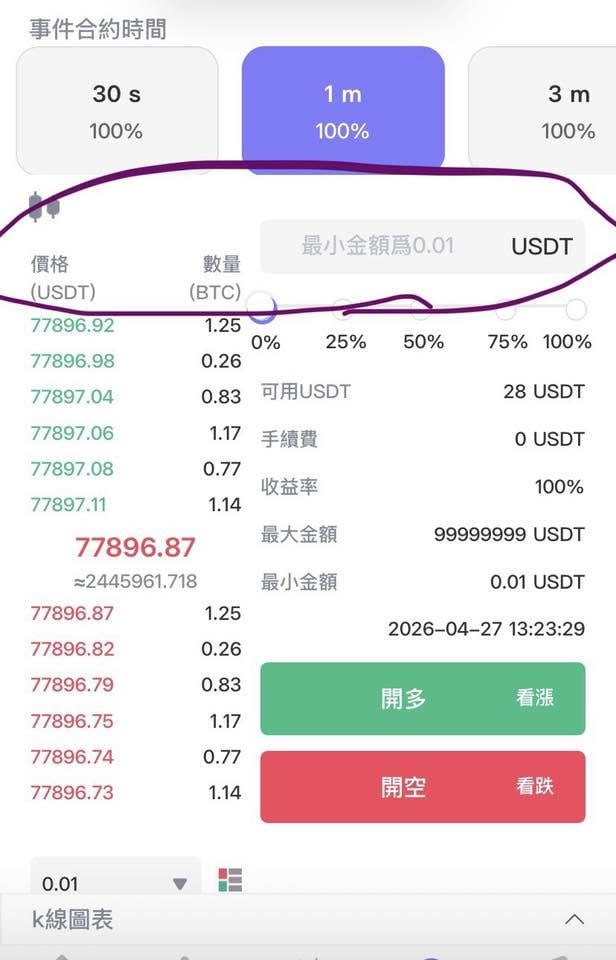 事件合約時間
30 s
100%
1 m
100%
3 m
100%
最小金額爲0.01 USDT
價格
(USDT)
數量
(BTC)
77896.92 1.25
77896.98 0.26
77897.04 0.83
77897.06 1.17
77897.08 0.77
77897.11 1.14
77896.87
≈2445961.718
77896.87 1.25
77896.82 0.26
77896.79 0.83
77896.75 1.17
77896.74 0.77
77896.73 1.14
0.01
0% 25% 50% 75% 100%
可用USDT 28 USDT
手續費 0 USDT
收益率 100%
最大金額 99999999 USDT
最小金額 0.01 USDT
2026-04-27 13:23:29
開多 看漲
開空 看跌
k線圖表